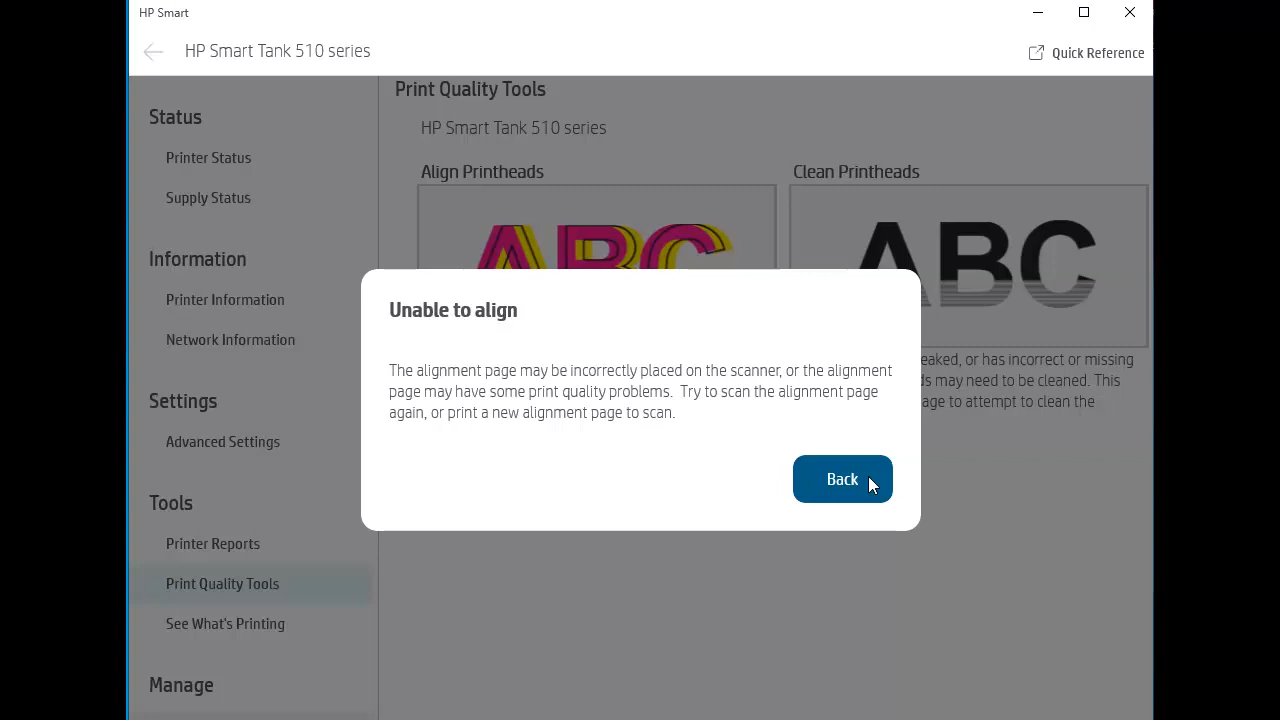 HP Smart
HP Smart Tank 510 series
Quick Reference
Status
Printer Status
Supply Status
Information
Printer Information
Network Information
Settings
Advanced Settings
Tools
Printer Reports
Print Quality Tools
See What's Printing
Manage
Print Quality Tools
HP Smart Tank 510 series
Align Printheads
ABC
Clean Printheads
ABC
eaked, or has incorrect or missing
ds may need to be cleaned. This
age to attempt to clean the
Unable to align
The alignment page may be incorrectly placed on the scanner, or the alignment
page may have some print quality problems. Try to scan the alignment page
again, or print a new alignment page to scan.
Back